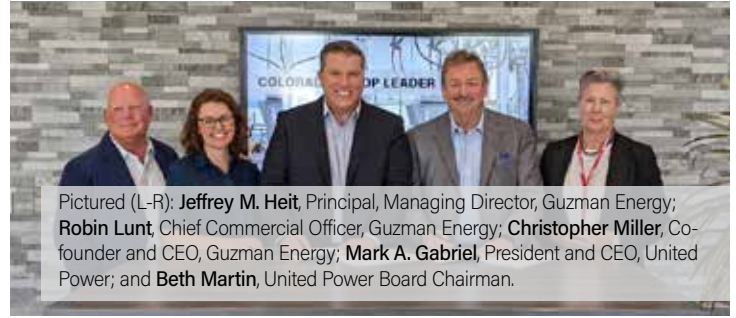 COLORA OP LEADER
Pictured (L-R): Jeffrey M. Heit, Principal, Managing Director, Guzman Energy;
Robin Lunt, Chief Commercial Officer, Guzman Energy; Christopher Miller, Co-
founder and CEO, Guzman Energy; Mark A. Gabriel, President and CEO, United
Power; and Beth Martin, United Power Board Chairman.